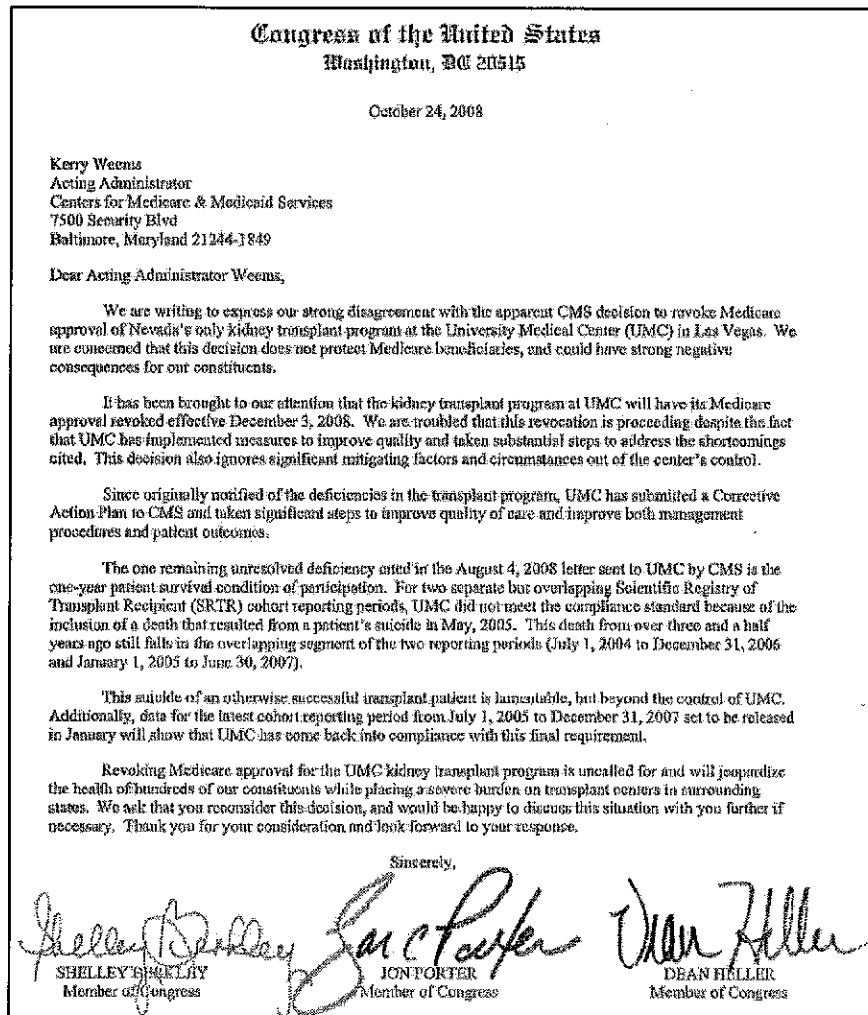 Congress of the United States
Washington, DC 20515
October 24, 2008
Kerry Weems
Acting Administrator
Centers for Medicare & Medicaid Services
7500 Security Blvd
Baltimore, Maryland 21244-1849
Dear Acting Administrator Weems,
We are writing to express our strong disagreement with the apparent CMS decision to revoke Medicare
approval of Nevada's only kidney transplant program at the University Medical Center (UMC) in Las Vegas. We
are concerned that this decision does not protect Medicare beneficiaries, and could have strong negative
consequences for our constituents.
It has been brought to our attention that the kidney transplant program at UMC will have its Medicare
approval revoked effective December 3, 2008. We are troubled that this revocation is proceeding despite the fact
that UMC has implemented measures to improve quality and taken substantial steps to address the shortcomings
cited. This decision also ignores significant mitigating factors and circumstances out of the center's control.
Since originally notified of the deficiencies in the transplant program, UMC has submitted a Corrective
Action Plan to CMS and taken significant steps to improve quality of care and improve both management
procedures and patient outcomes.
The one remaining unresolved deficiency cited in the August 4, 2008 letter sent to UMC by CMS is the
one-year patient survival condition of participation. For two separate but overlapping Scientific Registry of
Transplant Recipient (SRTR) cohort reporting periods, UMC did not meet the compliance standard because of the
inclusion of a death that resulted from a patient's suicide in May, 2005. This death from over three and a half
years ago still falls in the overlapping segment of the two reporting periods (July 1, 2004 to December 31, 2006
and January 1, 2005 to June 30, 2007).
This suicide of an otherwise successful transplant patient is lamentable, but beyond the control of UMC.
Additionally, data for the latest cohort reporting period from July 1, 2005 to December 31, 2007 set to be released
in January will show that UMC has come back into compliance with this final requirement.
Revoking Medicare approval for the UMC kidney transplant program is uncalled for and will jeopardize
the health of hundreds of our constituents while placing a severe burden on transplant centers in surrounding
states. We ask that you reconsider this decision, and would be happy to discuss this situation with you further if
necessary. Thank you for your consideration and look forward to your response.
Sincerely,
Shelley Berkley Jon C Porter Dean Heller
SHELLEY BERKLEY JON PORTER DEAN HELLER
Member of Congress Member of Congress Member of Congress